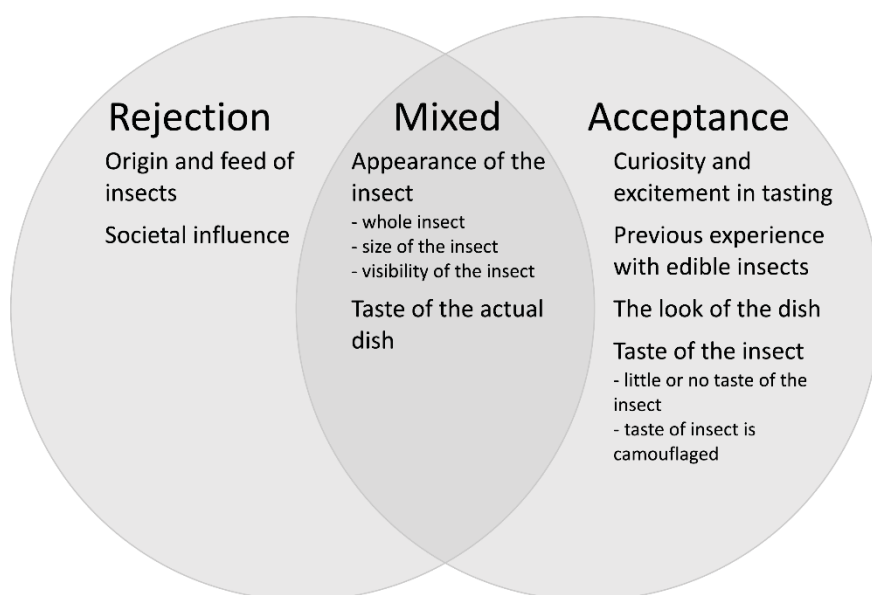 Rejection
Origin and feed of
insects
Societal influence
Mixed
Appearance of the
insect
- whole insect
- size of the insect
- visibility of the insect
Taste of the actual
dish
Acceptance
Curiosity and
excitement in tasting
Previous experience
with edible insects
The look of the dish
Taste of the insect
- little or no taste of the
insect
- taste of insect is
camouflaged